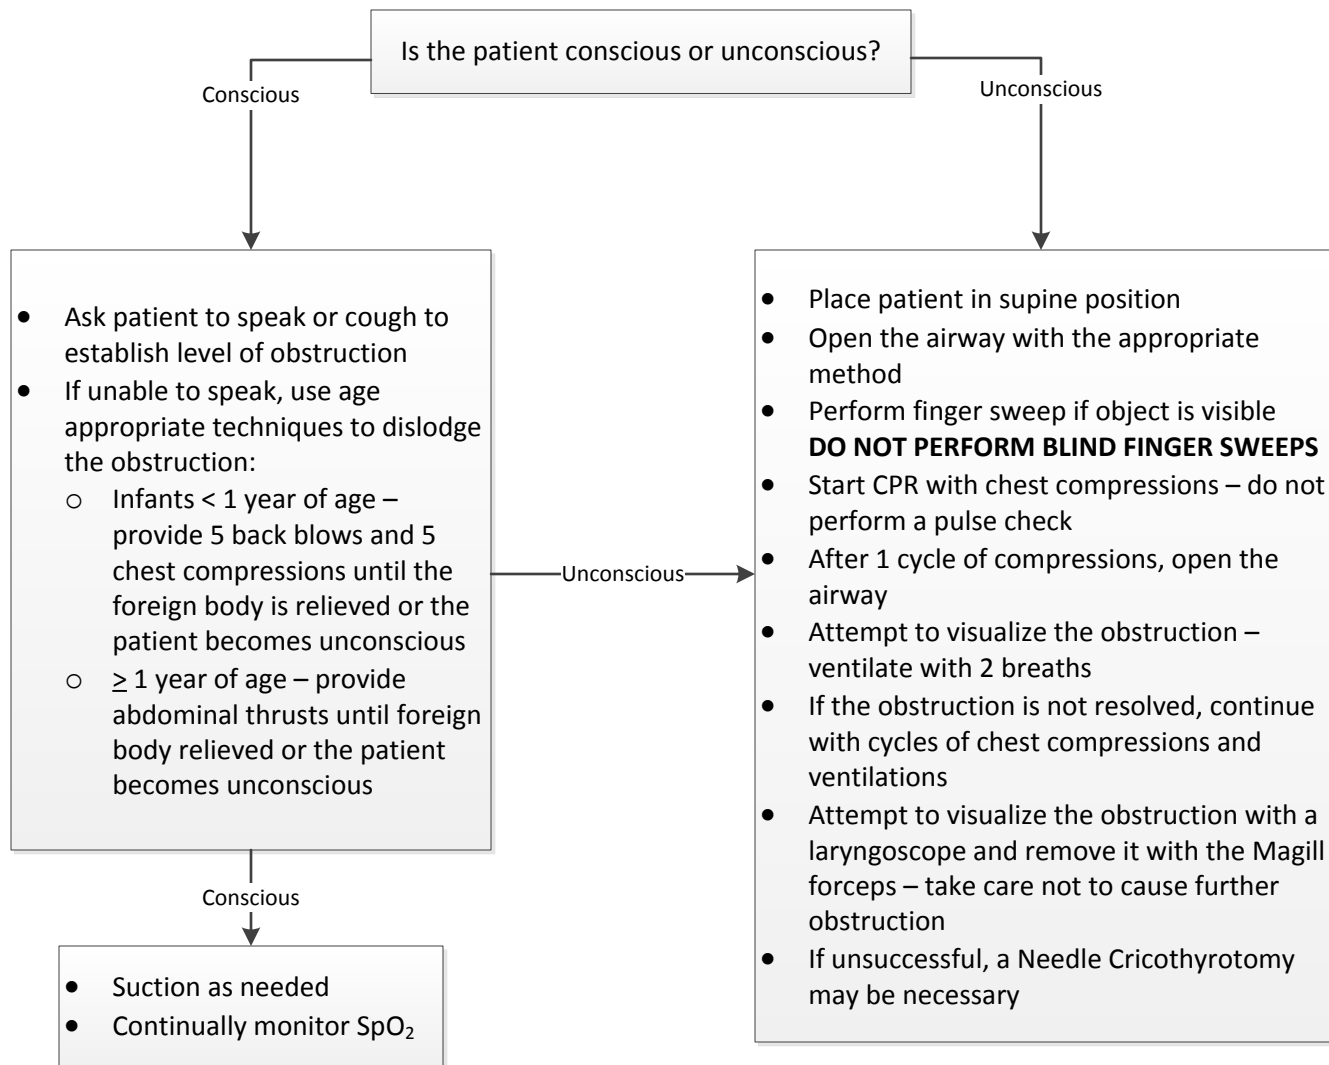 Is the patient conscious or unconscious?
Conscious
Unconscious
• Ask patient to speak or cough to
establish level of obstruction
• If unable to speak, use age
appropriate techniques to dislodge
the obstruction:
o Infants < 1 year of age –
provide 5 back blows and 5
chest compressions until the
foreign body is relieved or the
patient becomes unconscious
o ≥ 1 year of age – provide
abdominal thrusts until foreign
body relieved or the patient
becomes unconscious
Unconscious
• Place patient in supine position
• Open the airway with the appropriate
method
• Perform finger sweep if object is visible
DO NOT PERFORM BLIND FINGER SWEEPS
• Start CPR with chest compressions – do not
perform a pulse check
• After 1 cycle of compressions, open the
airway
• Attempt to visualize the obstruction –
ventilate with 2 breaths
• If the obstruction is not resolved, continue
with cycles of chest compressions and
ventilations
• Attempt to visualize the obstruction with a
laryngoscope and remove it with the Magill
forceps – take care not to cause further
obstruction
• If unsuccessful, a Needle Cricothyrotomy
may be necessary
Conscious
• Suction as needed
• Continually monitor SpO₂